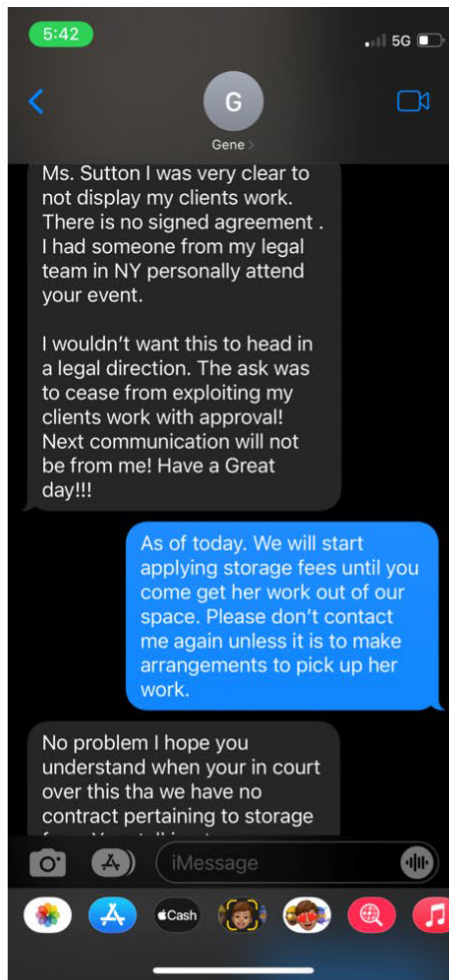 5:42
5G
G
Gene
Ms. Sutton I was very clear to
not display my clients work.
There is no signed agreement .
I had someone from my legal
team in NY personally attend
your event.
I wouldn't want this to head in
a legal direction. The ask was
to cease from exploiting my
clients work with approval!
Next communication will not
be from me! Have a Great
day!!!
As of today. We will start
applying storage fees until you
come get her work out of our
space. Please don't contact
me again unless it is to make
arrangements to pick up her
work.
No problem I hope you
understand when your in court
over this tha we have no
contract pertaining to storage
iMessage
Cash